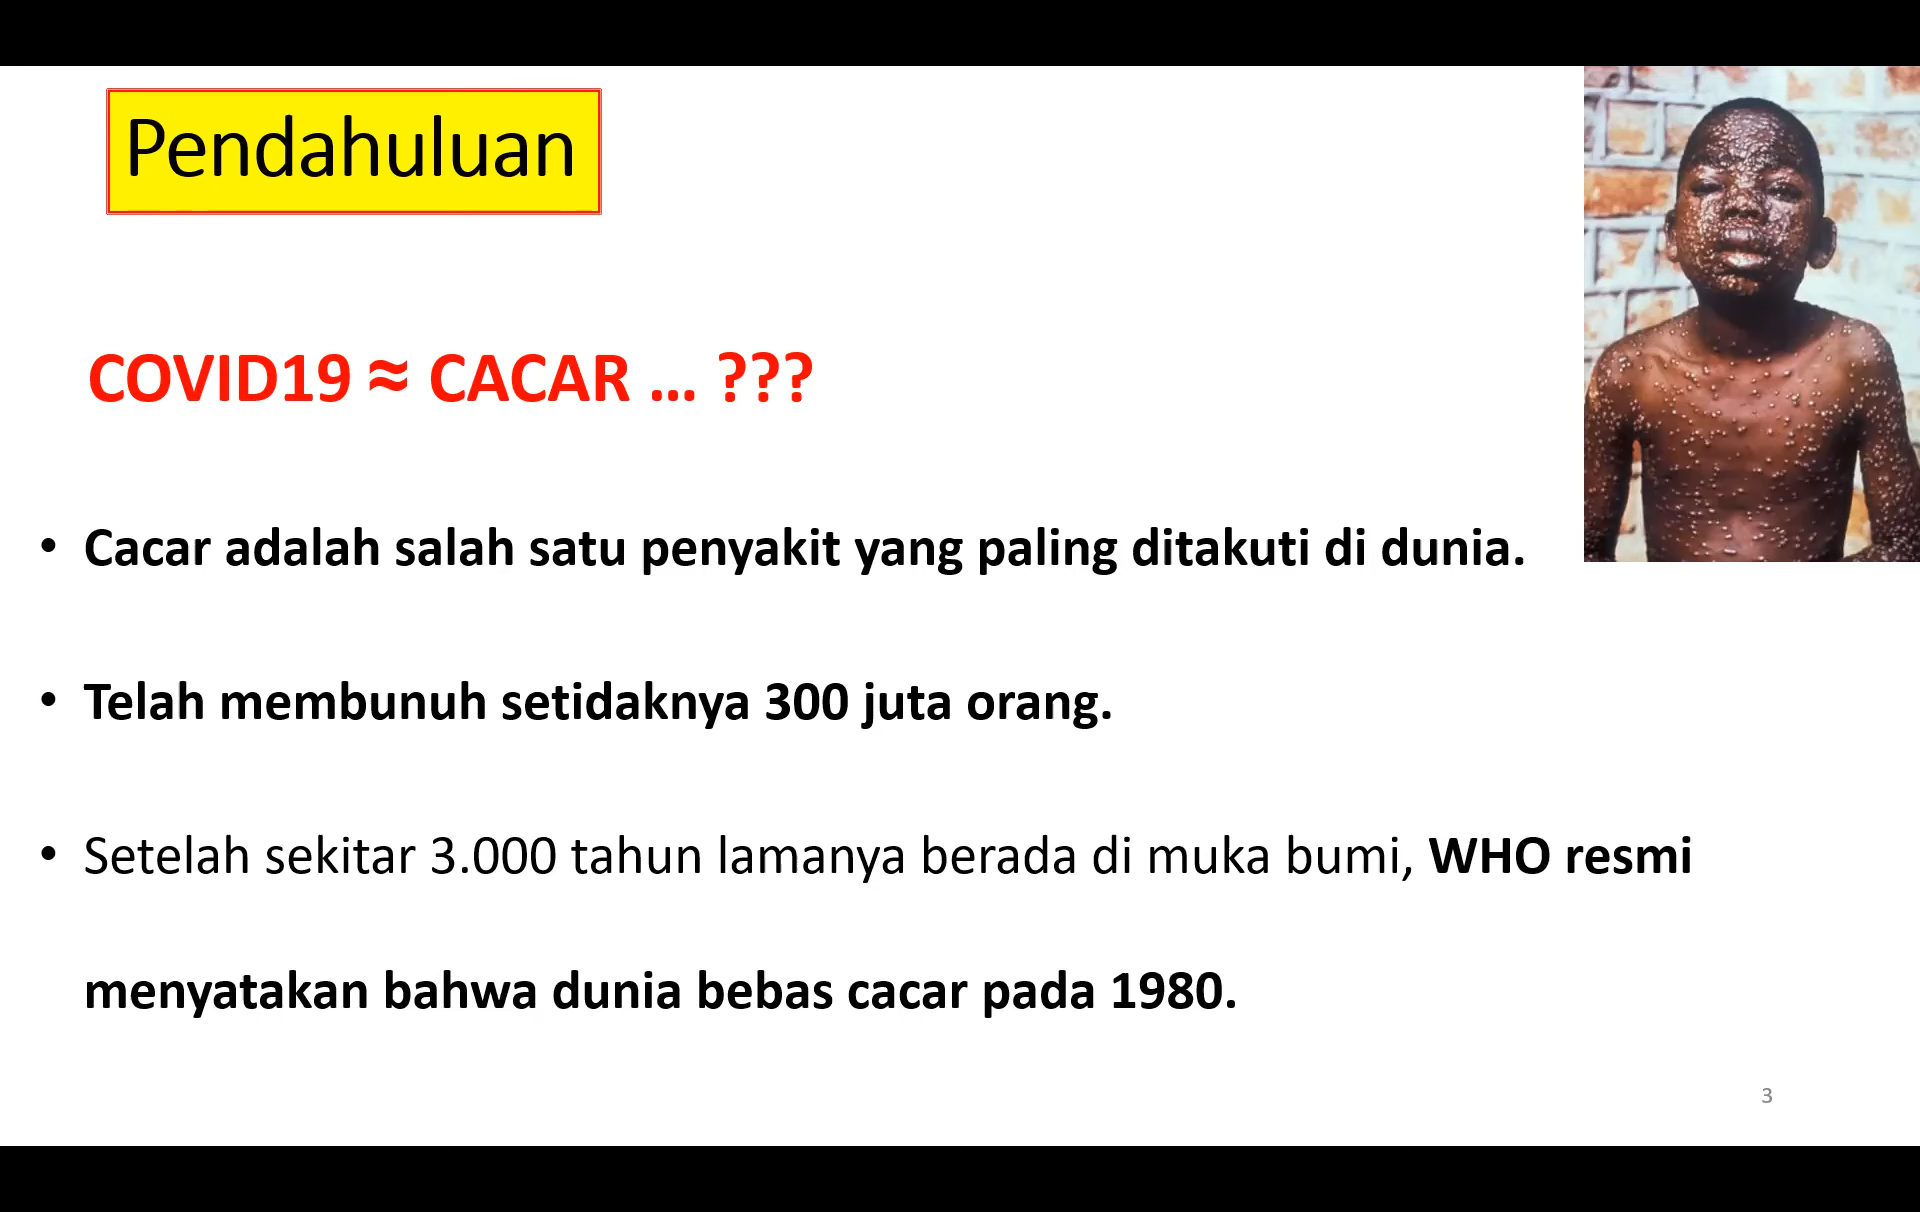 Pendahuluan
COVID19 ≈ CACAR ... ???
• Cacar adalah salah satu penyakit yang paling ditakuti di dunia.
• Telah membunuh setidaknya 300 juta orang.
• Setelah sekitar 3.000 tahun lamanya berada di muka bumi, WHO resmi
menyatakan bahwa dunia bebas cacar pada 1980.
3